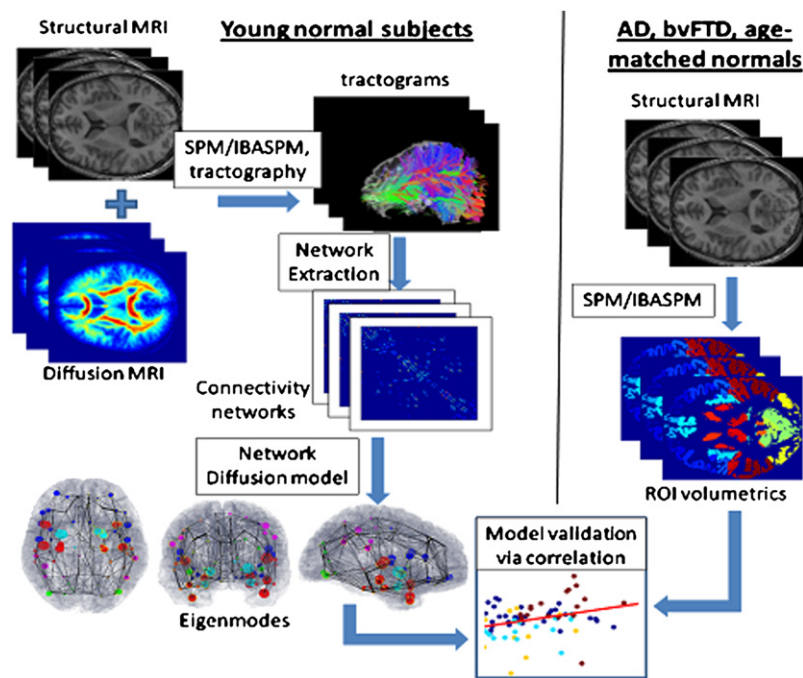 Structural MRI
Young normal subjects
tractograms
SPM/IBASPM,
tractography
Diffusion MRI
Network
Extraction
Connectivity
networks
Network
Diffusion model
Eigenmodes
AD, bvFTD, age-
matched normals
Structural MRI
SPM/IBASPM
ROI volumetrics
Model validation
via correlation